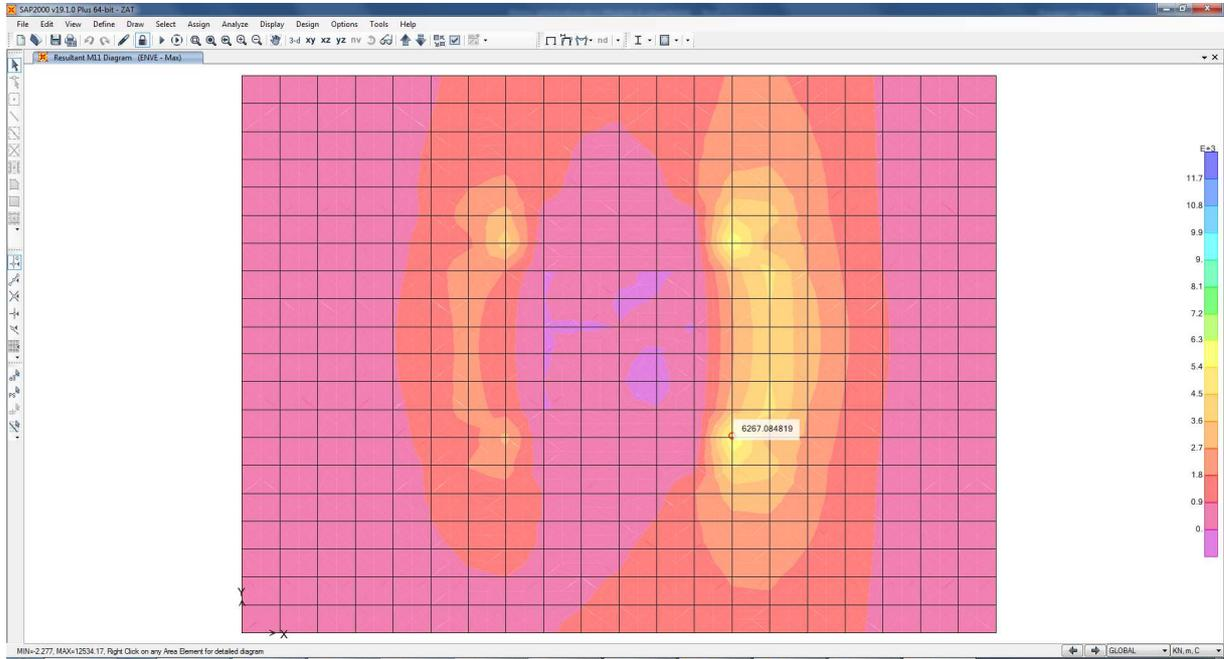 SAP2000 v19.1.0 Plus 64-bit - ZAT
File Edit View Define Draw Select Assign Analyze Display Design Options Tools Help
3-d xy xz yz nv nd
Resultant M11 Diagram (ENVE - Max)
E+3
11.7
10.8
9.9
9.
8.1
7.2
6.3
5.4
4.5
3.6
2.7
1.8
0.9
0.
6267.084819
Y
X
MIN=-2.277, MAX=12534.17, Right Click on any Area Element for detailed diagram
GLOBAL
KN, m, C